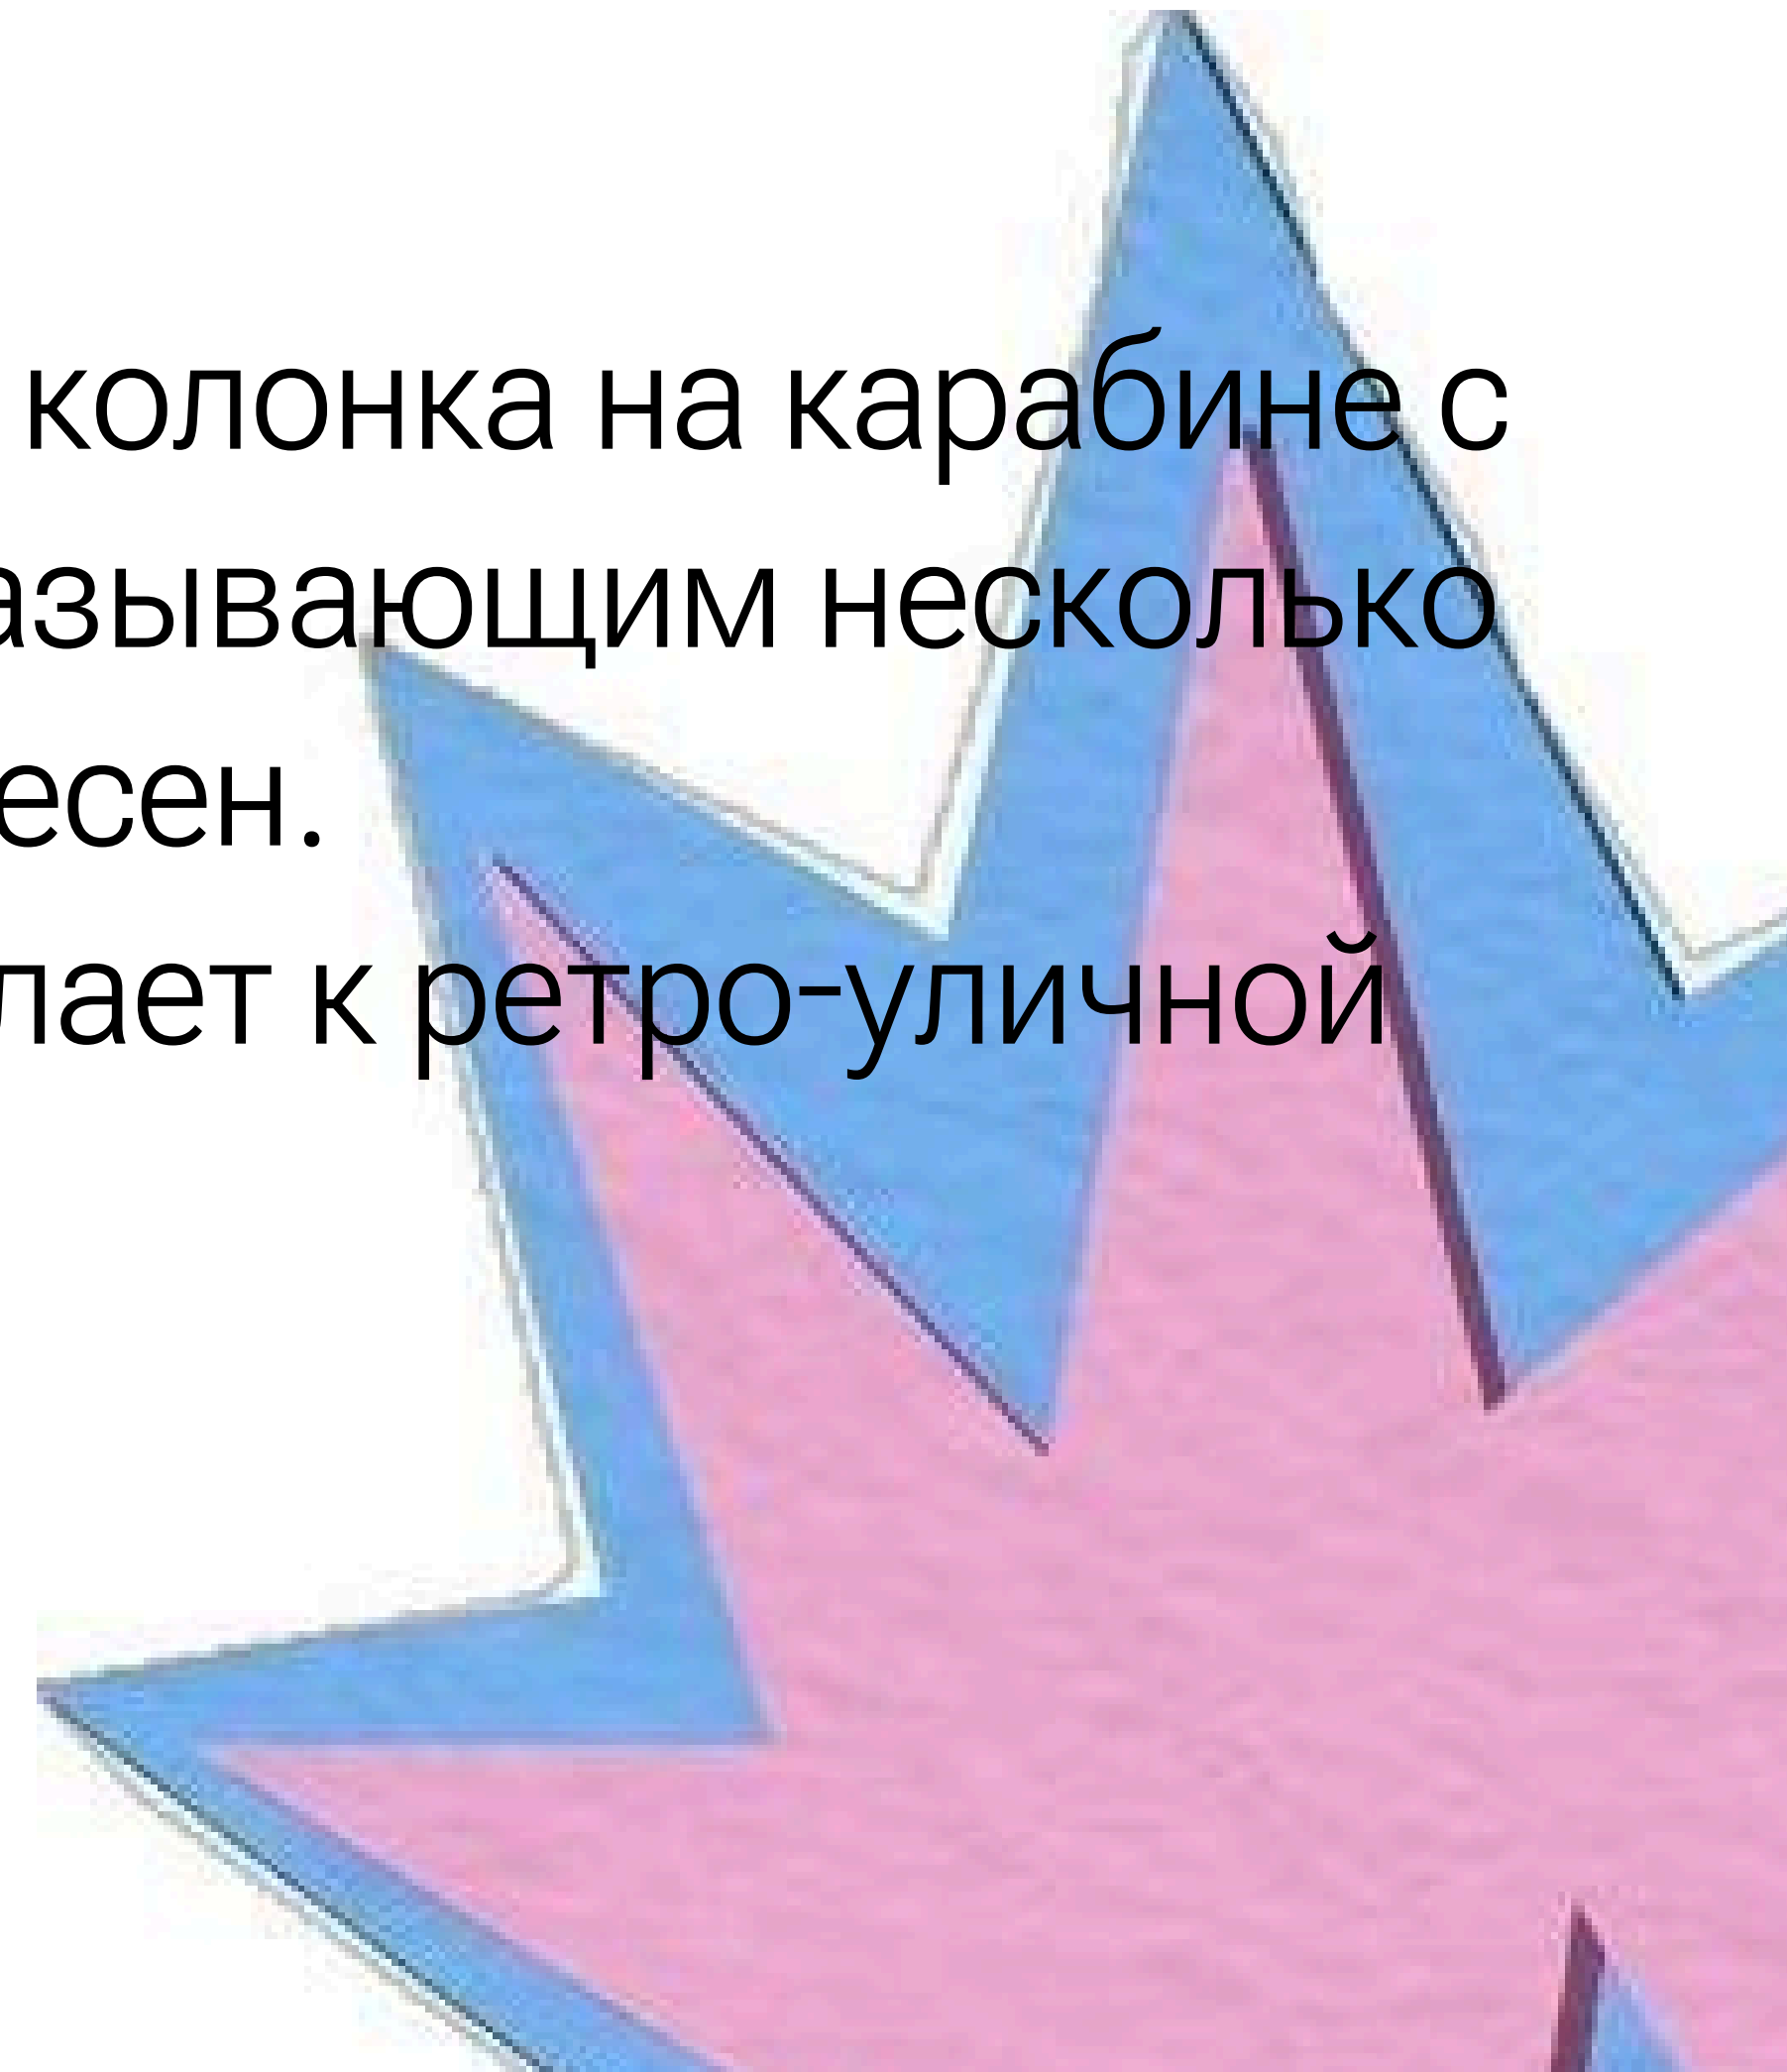 колонка на карабине с
азывающим несколько
есен.
лает к ретро-уличной